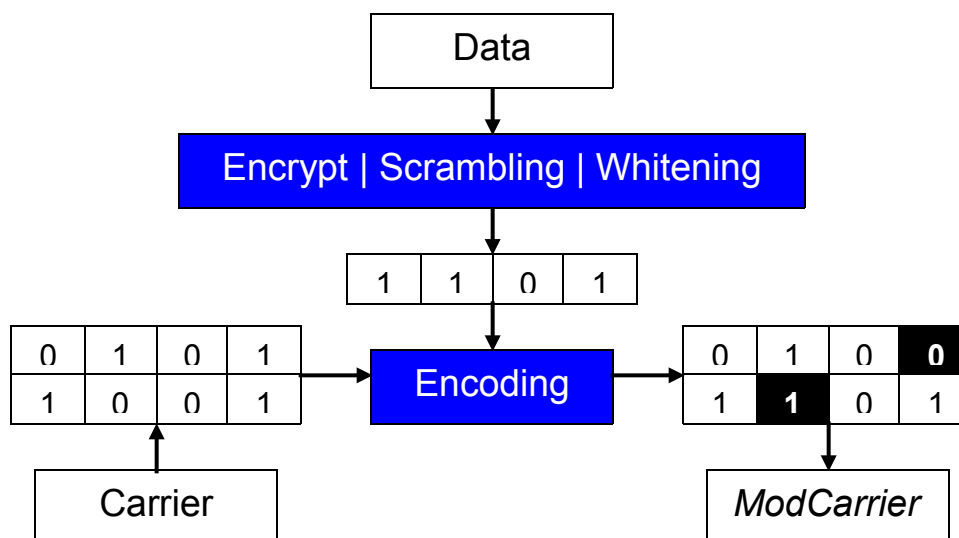 Data
Encrypt | Scrambling | Whitening
1 1 0 1
0 1 0 1
1 0 0 1
Encoding
0 1 0 0
1 1 0 1
Carrier
ModCarrier